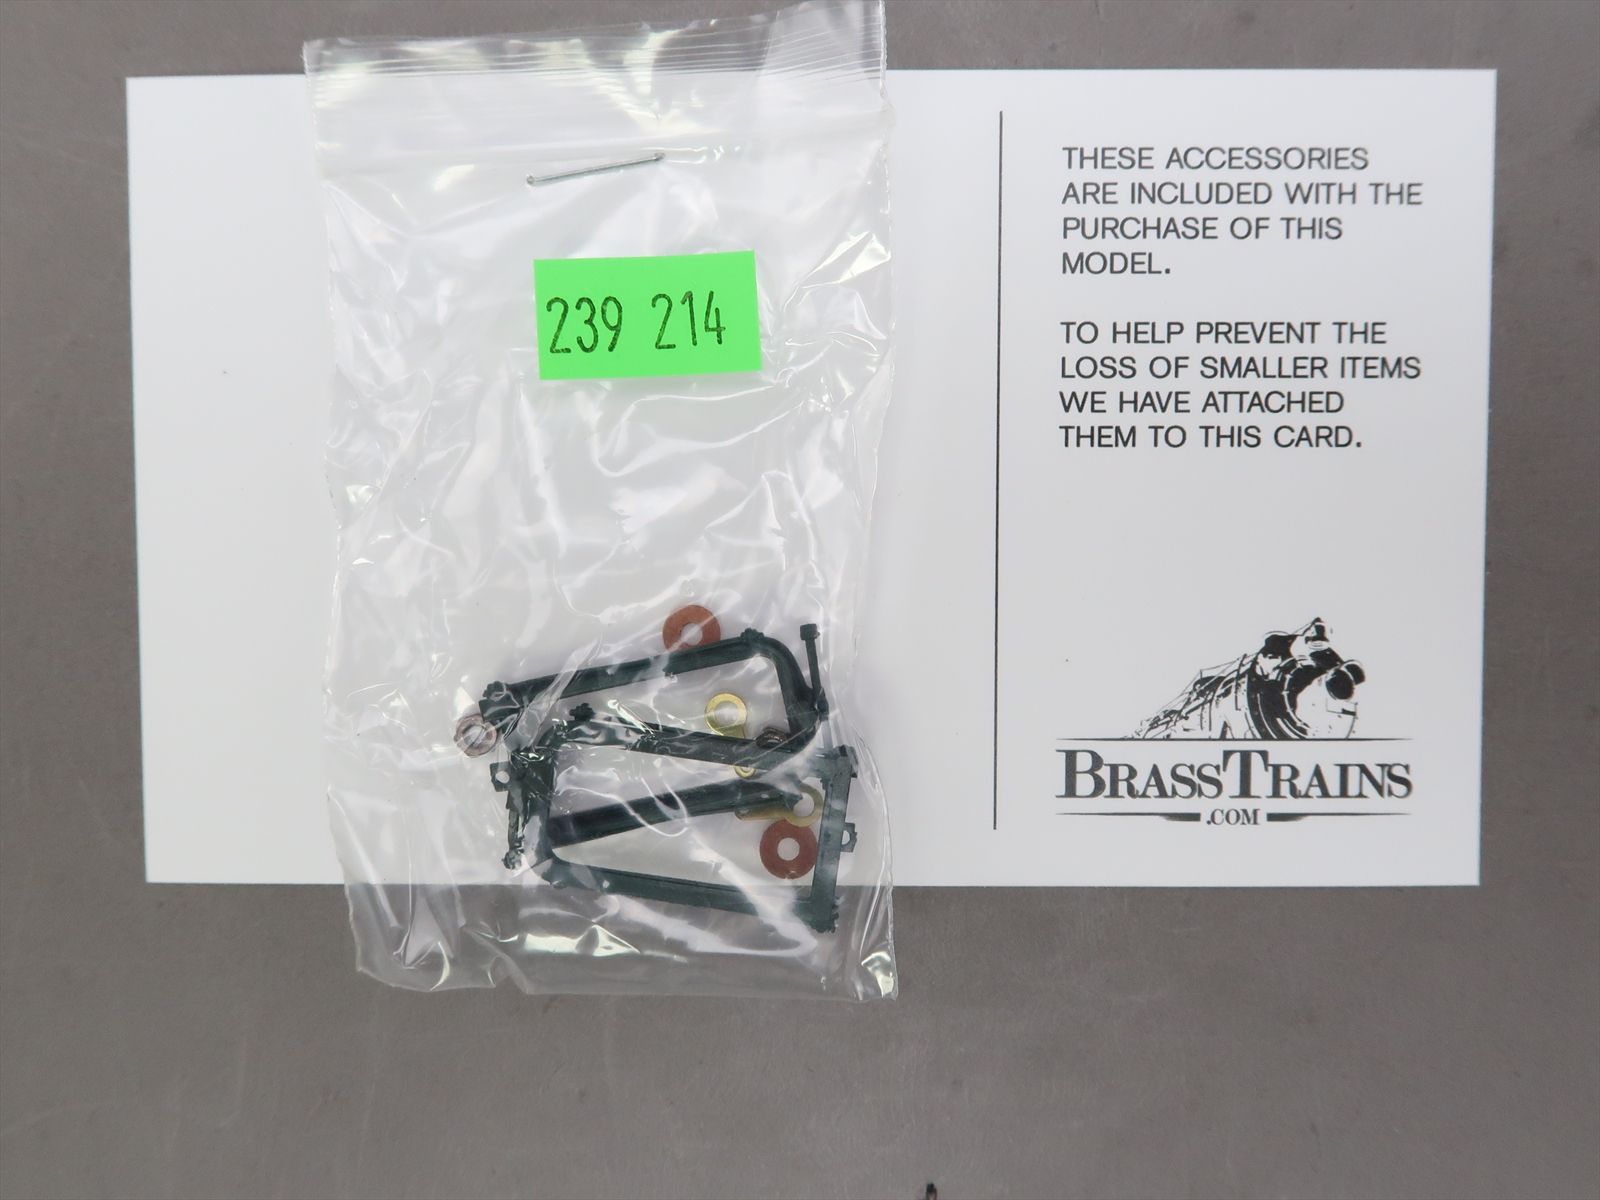 239 214
THESE ACCESSORIES
ARE INCLUDED WITH THE
PURCHASE OF THIS
MODEL.
TO HELP PREVENT THE
LOSS OF SMALLER ITEMS
WE HAVE ATTACHED
THEM TO THIS CARD.
BRASSTRAINS
.COM